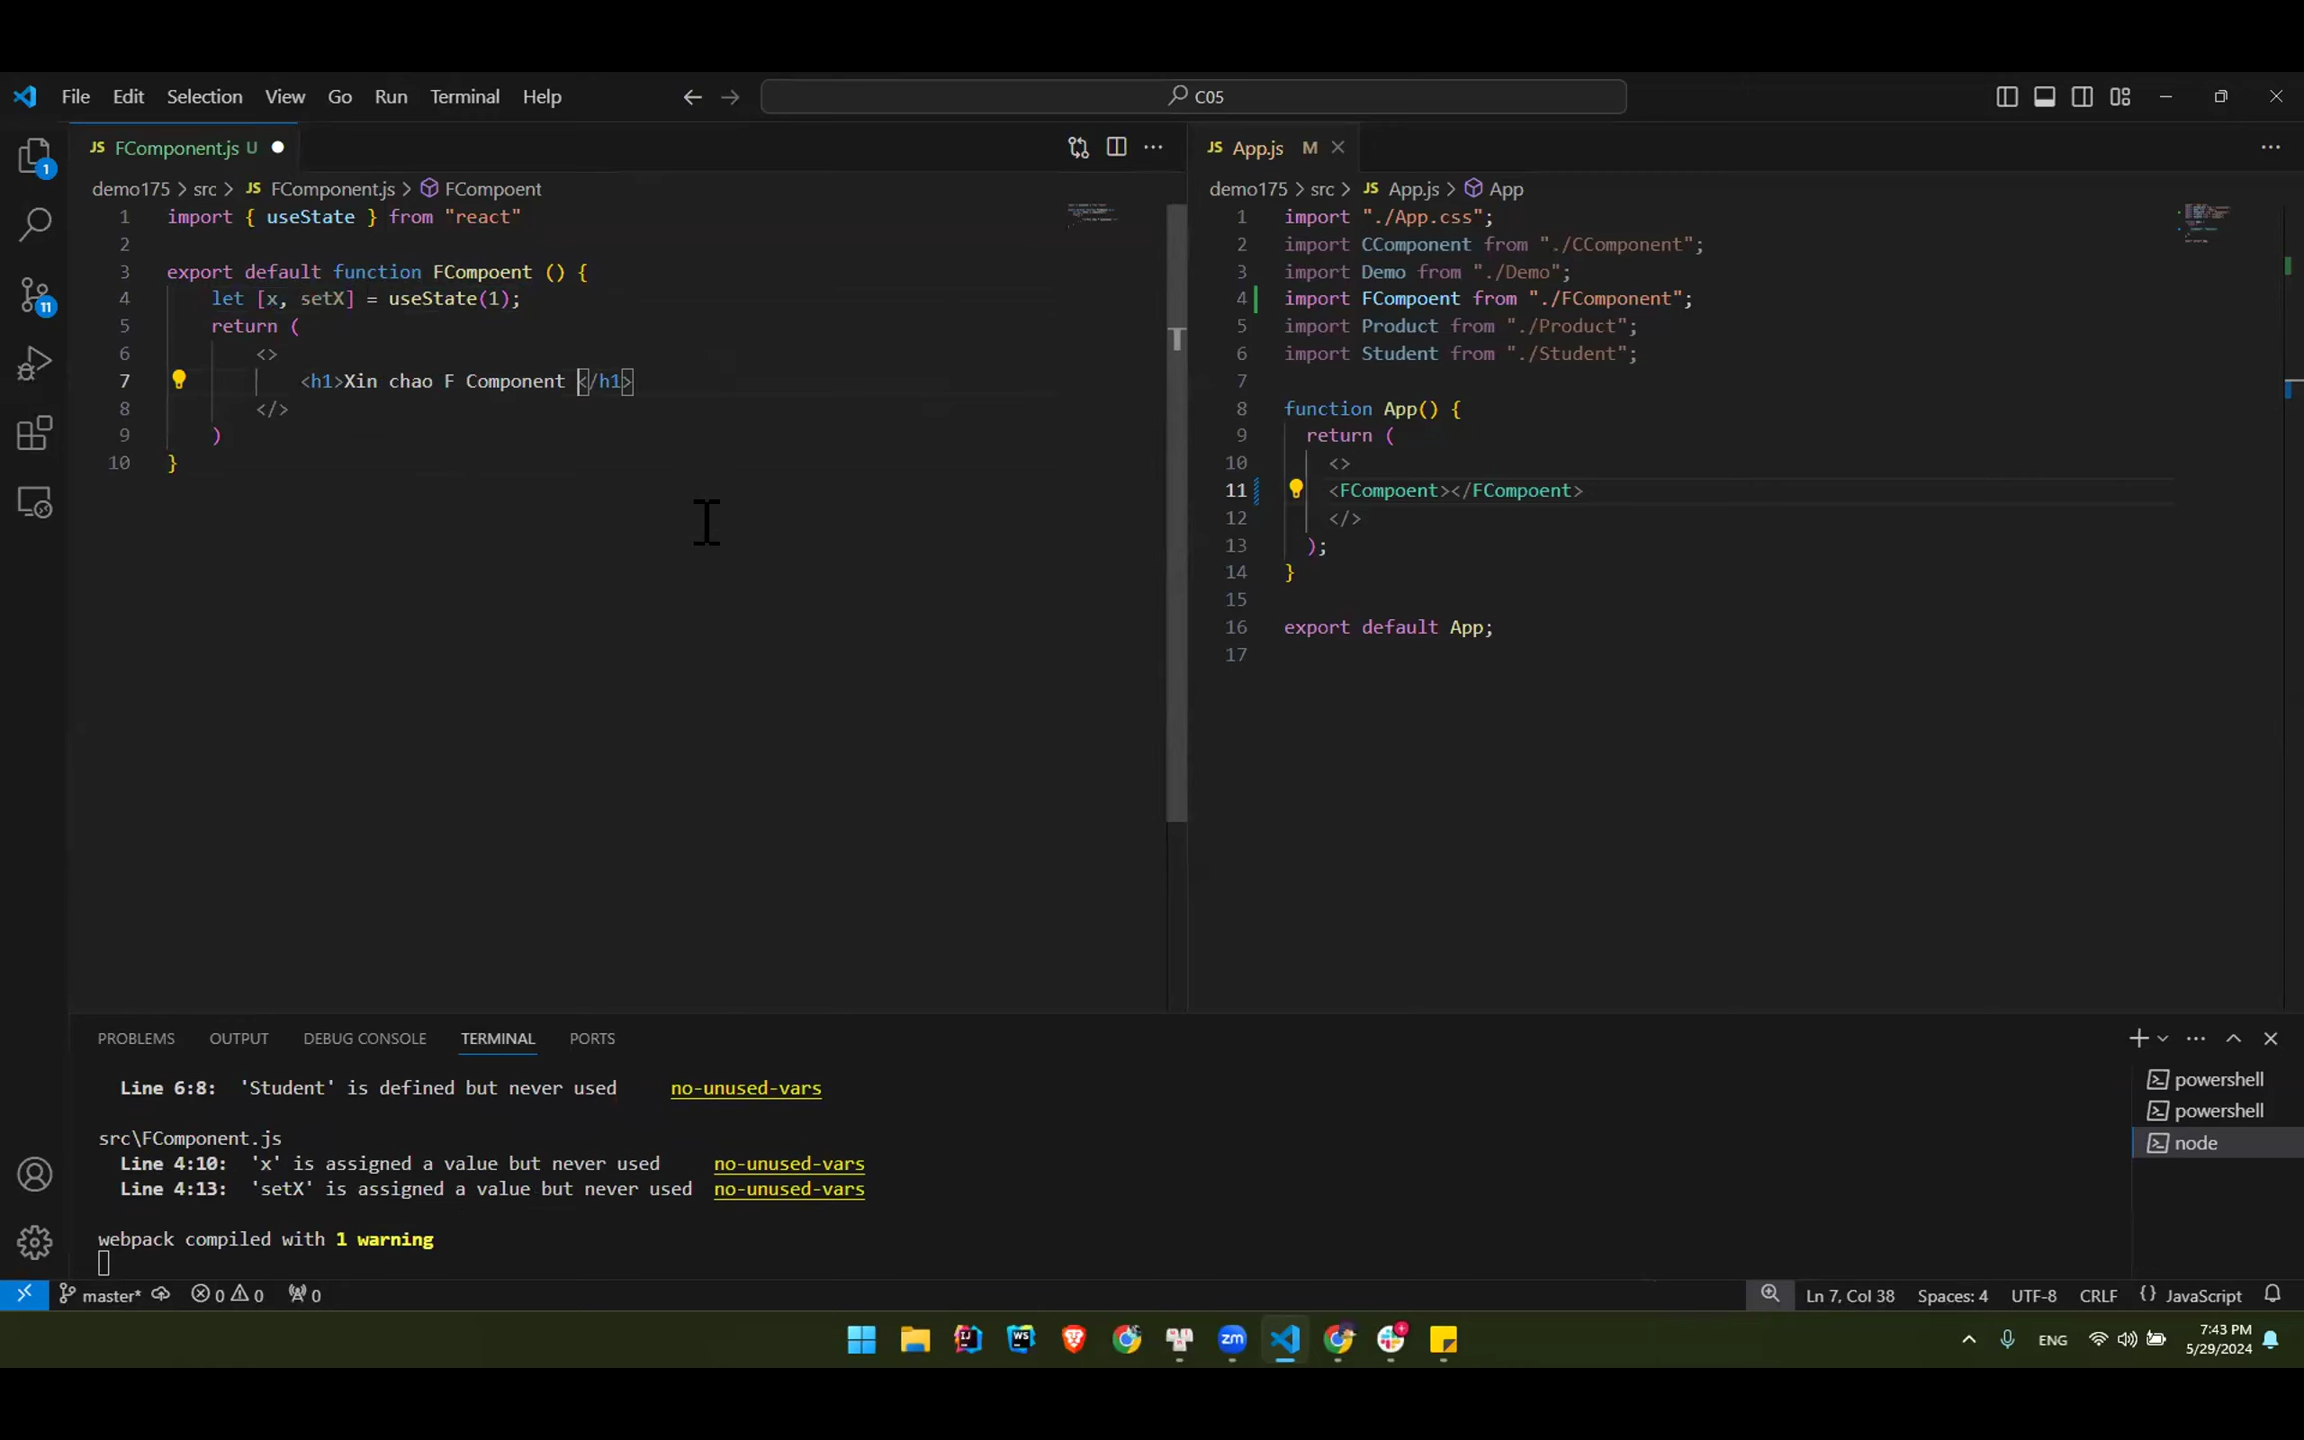 File Edit Selection View Go Run Terminal Help
C05
JS FComponent.js U
demo175 > src > JS FComponent.js > FCompoent
1 import { useState } from "react"
2
3 export default function FCompoent () {
4 let [x, setX] = useState(1);
5 return (
6 <>
7 <h1>Xin chao F Component </h1>
8 </>
9 )
10 }
JS App.js M
demo175 > src > JS App.js > App
1 import "./App.css";
2 import CComponent from "./CComponent";
3 import Demo from "./Demo";
4 import FCompoent from "./FComponent";
5 import Product from "./Product";
6 import Student from "./Student";
7
8 function App() {
9 return (
10 <>
11 <FCompoent></FCompoent>
12 </>
13 );
14 }
15
16 export default App;
17
1
11
PROBLEMS OUTPUT DEBUG CONSOLE TERMINAL PORTS
Line 6:8: 'Student' is defined but never used no-unused-vars
src\FComponent.js
Line 4:10: 'x' is assigned a value but never used no-unused-vars
Line 4:13: 'setX' is assigned a value but never used no-unused-vars
webpack compiled with 1 warning
powershell
powershell
node
master* 0 0 0
Ln 7, Col 38 Spaces: 4 UTF-8 CRLF {} JavaScript
IJ WS zm
ENG
7:43 PM
5/29/2024